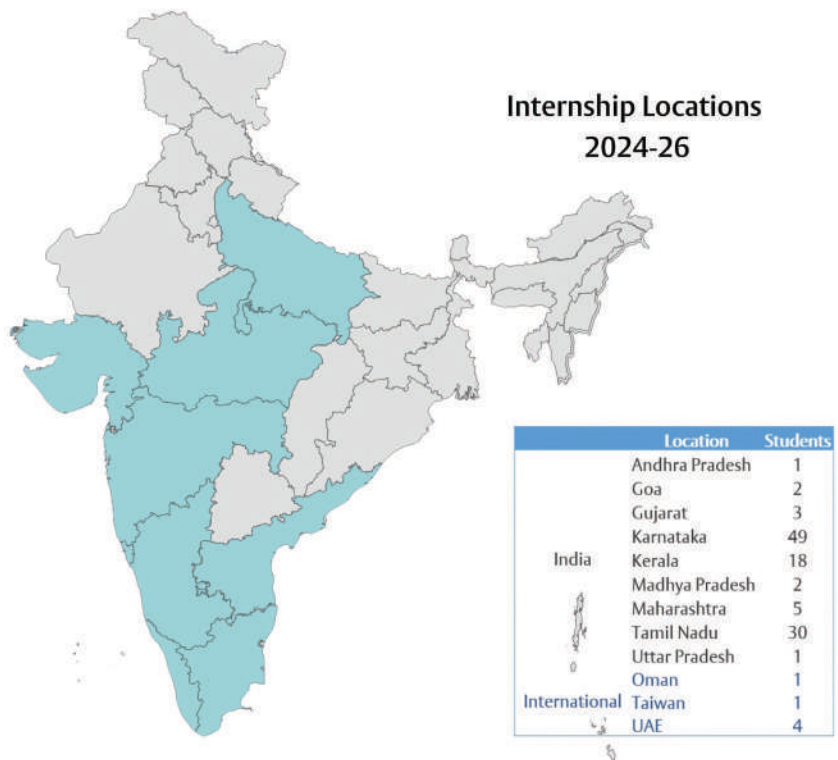 Internship Locations
2024-26
Location Students
Andhra Pradesh 1
Goa 2
Gujarat 3
Karnataka 49
India Kerala 18
Madhya Pradesh 2
Maharashtra 5
Tamil Nadu 30
Uttar Pradesh 1
Oman 1
International Taiwan 1
UAE 4